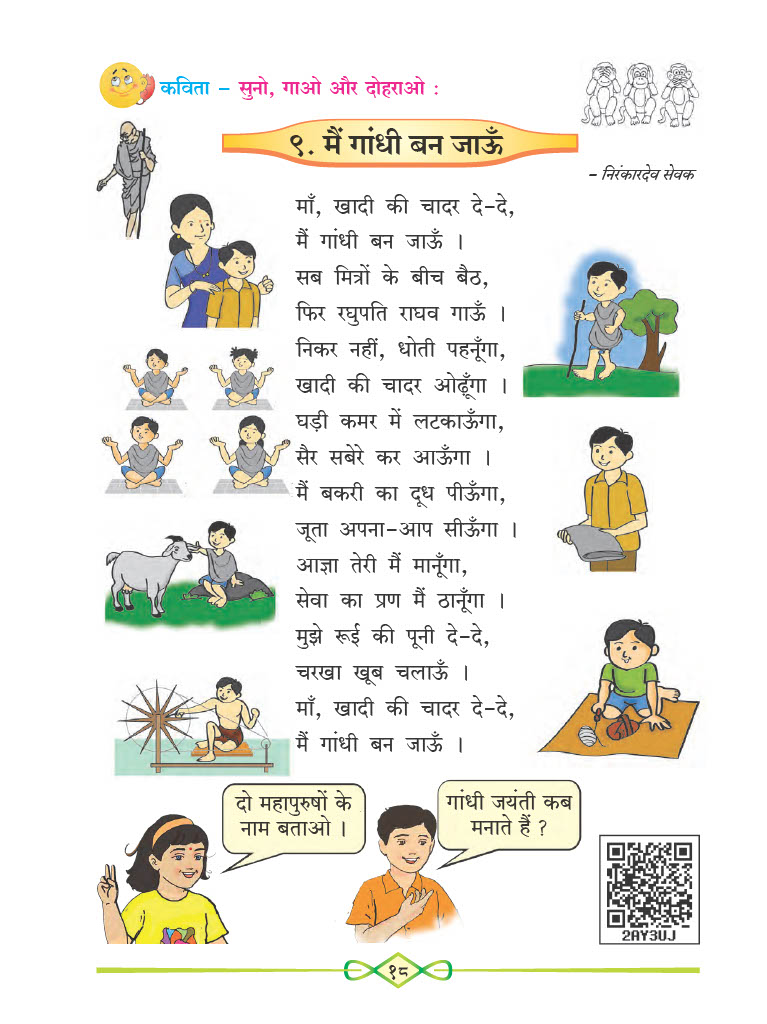 कविता – सुनो, गाओ और दोहराओ :
९. मैं गांधी बन जाऊँ
– निरंकारदेव सेवक
माँ, खादी की चादर दे-दे,
मैं गांधी बन जाऊँ ।
सब मित्रों के बीच बैठ,
फिर रघुपति राघव गाऊँ ।
निकर नहीं, धोती पहनूँगा,
खादी की चादर ओढ़ूँगा ।
घड़ी कमर में लटकाऊँगा,
सैर सबेरे कर आऊँगा ।
मैं बकरी का दूध पीऊँगा,
जूता अपना-आप सीऊँगा ।
आज्ञा तेरी मैं मानूँगा,
सेवा का प्रण मैं ठानूँगा ।
मुझे रूई की पूनी दे-दे,
चरखा खूब चलाऊँ ।
माँ, खादी की चादर दे-दे,
मैं गांधी बन जाऊँ ।
दो महापुरुषों के
नाम बताओ ।
गांधी जयंती कब
मनाते हैं ?
2AY3UJ
१८